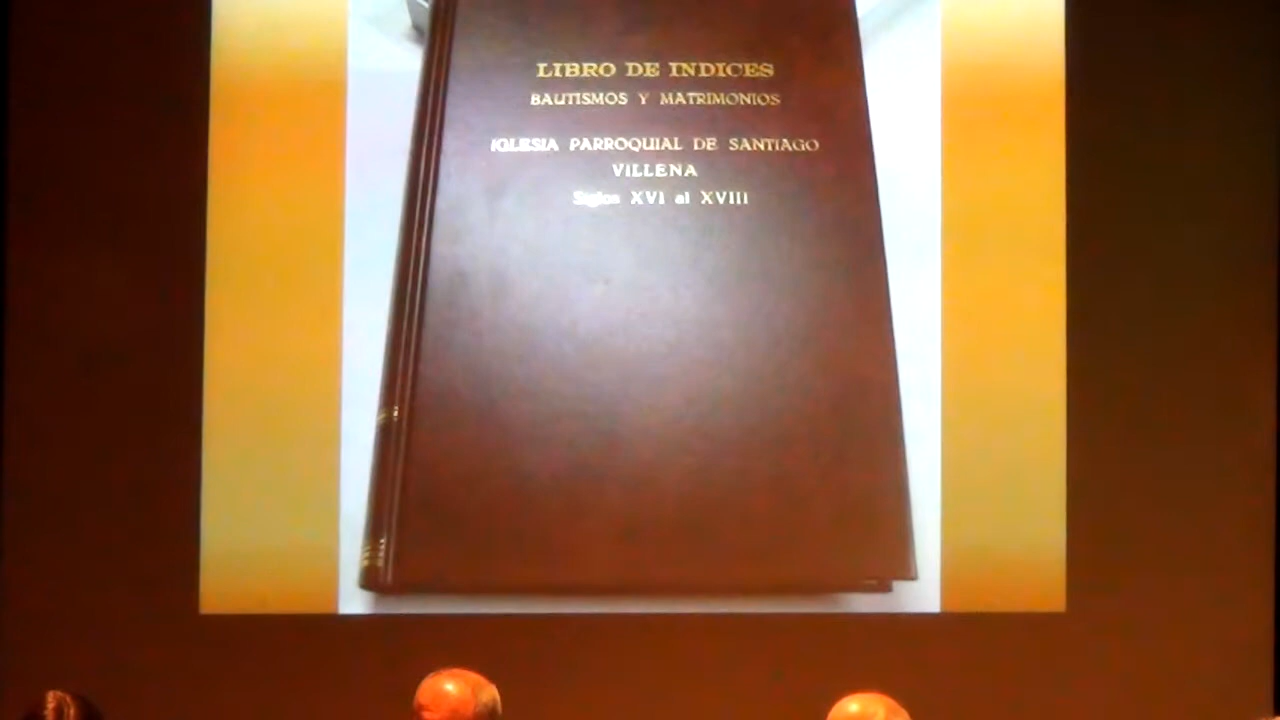 LIBRO DE INDICES
BAUTISMOS Y MATRIMONIOS
IGLESIA PARROQUIAL DE SANTIAGO
VILLENA
Siglos XVI al XVIII